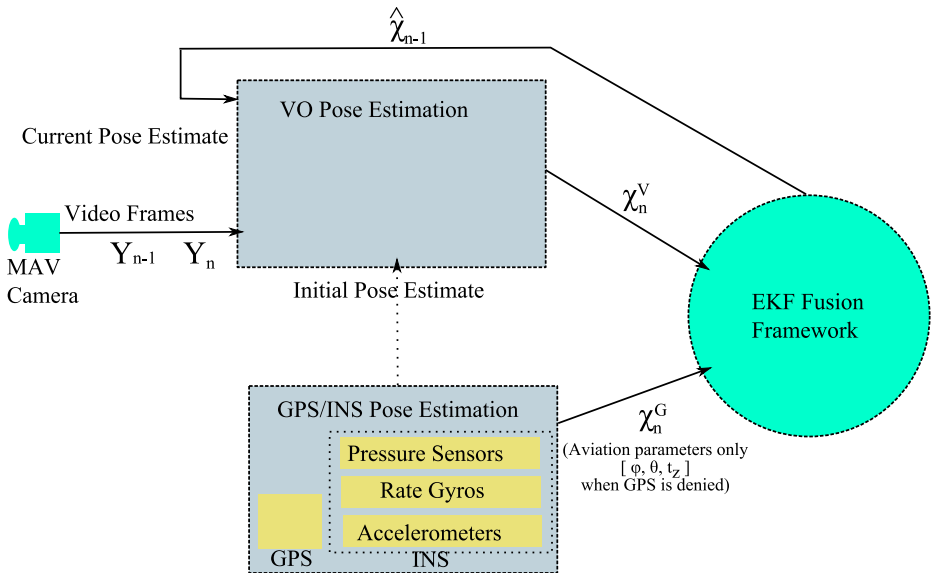 χ̂n-1
VO Pose Estimation
Current Pose Estimate
Video Frames
Yn-1 Yn
MAV
Camera
Initial Pose Estimate
χnV
EKF Fusion
Framework
GPS/INS Pose Estimation
χnG
(Aviation parameters only
[ φ, θ, tz ]
when GPS is denied)
Pressure Sensors
Rate Gyros
Accelerometers
GPS
INS